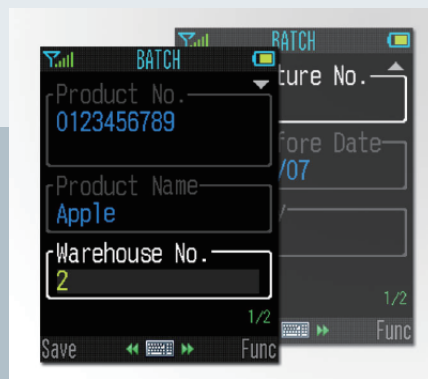 BATCH
Product No.
0123456789
Product Name
Apple
Warehouse No.
2
1/2
Save
Func
BATCH
ture No.
fore Date
/07
1/2
Func